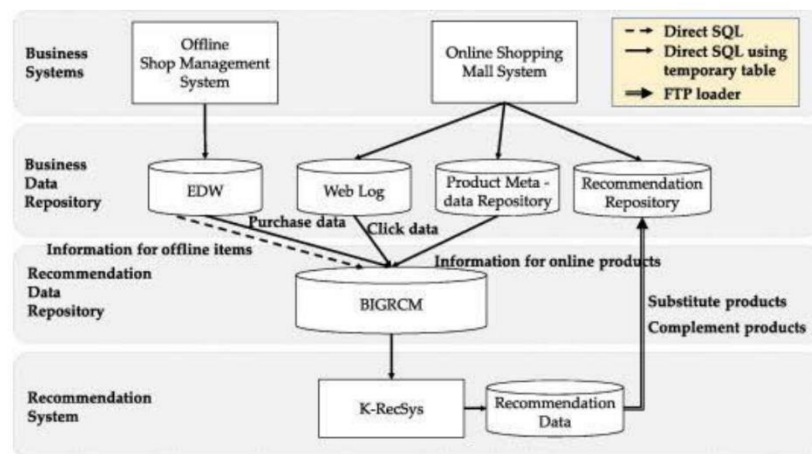 Business
Systems
Offline
Shop Management
System
Online Shopping
Mall System
Direct SQL
Direct SQL using
temporary table
FTP loader
Business
Data
Repository
EDW
Web Log
Product Meta -
data Repository
Recommendation
Repository
Purchase data
Click data
Information for offline items
Information for online products
Recommendation
Data
Repository
BIGRCM
Substitute products
Complement products
Recommendation
System
K-RecSys
Recommendation
Data